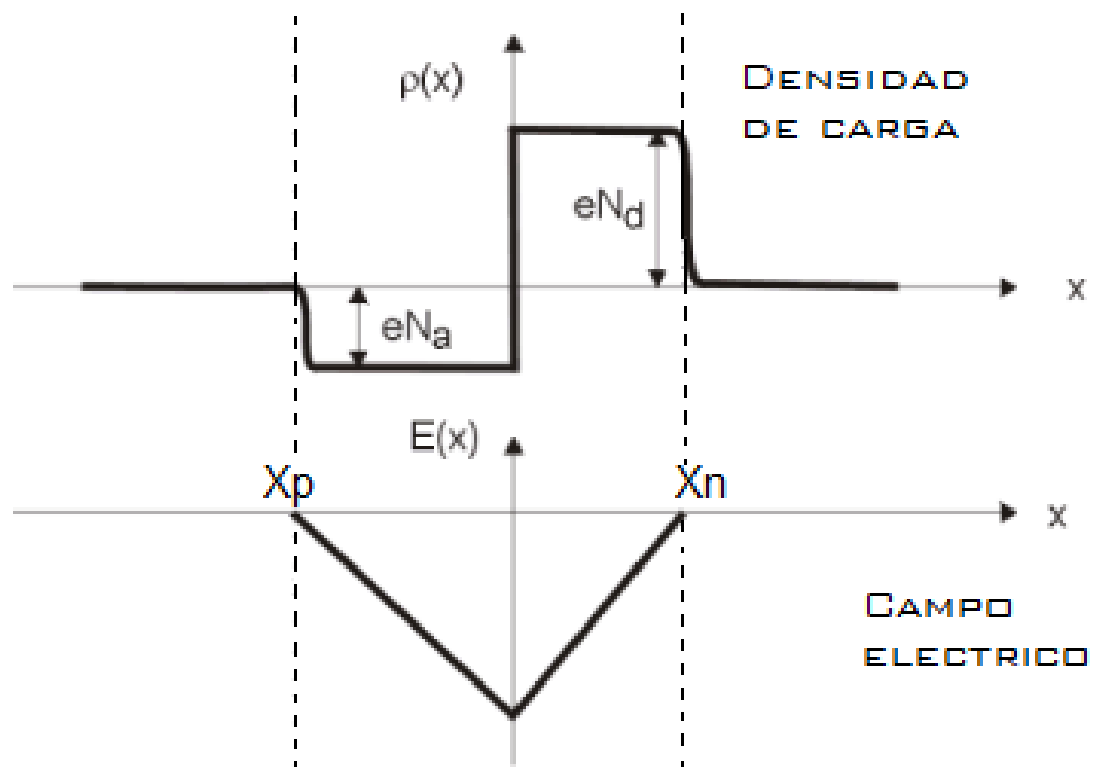 ρ(x)
DENSIDAD
DE CARGA
eNd
x
eNa
E(x)
Xp
Xn
x
CAMPO
ELECTRICO